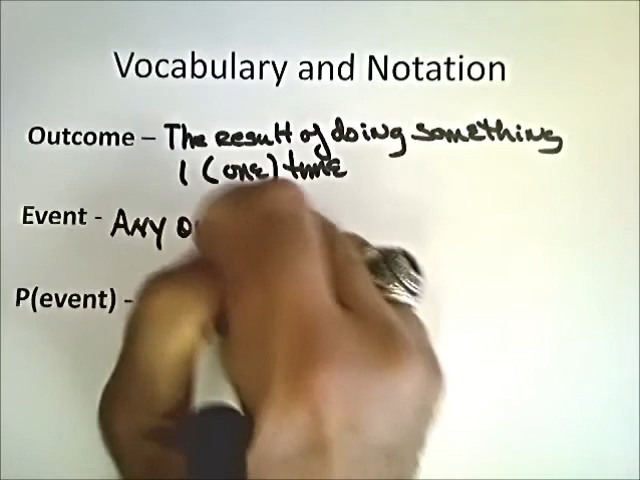 Vocabulary and Notation
Outcome – The result of doing something
1 (one) time
Event - Any
P(event) -